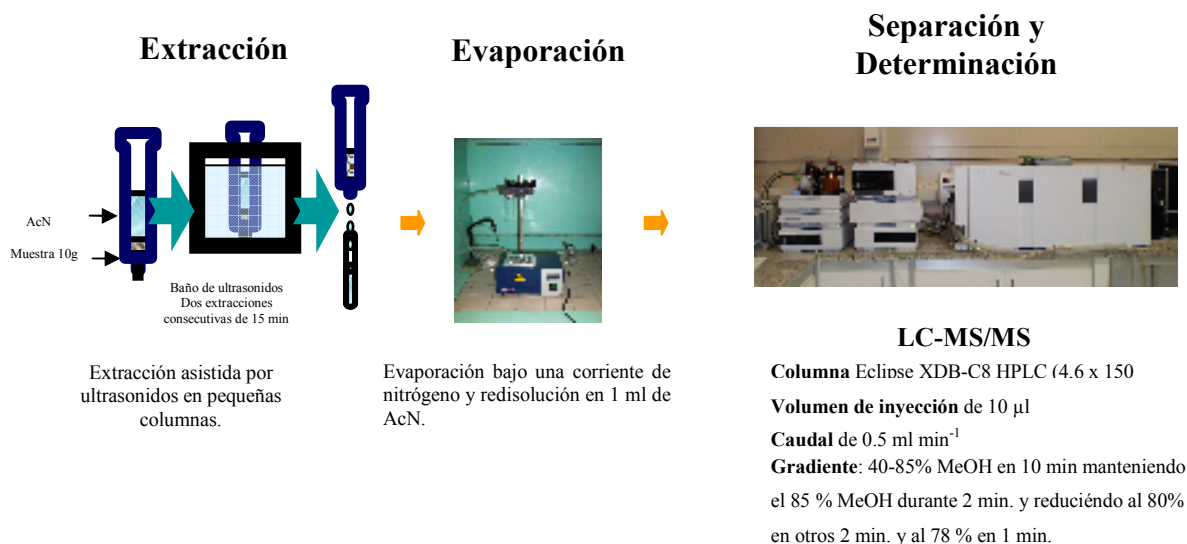 Extracción
AcN
Muestra 10g
Baño de ultrasonidos
Dos extracciones
consecutivas de 15 min
Extracción asistida por
ultrasonidos en pequeñas
columnas.
Evaporación
Evaporación bajo una corriente de
nitrógeno y redisolución en 1 ml de
AcN.
Separación y
Determinación
LC-MS/MS
Columna Eclipse XDB-C8 HPLC (4.6 x 150
Volumen de inyección de 10 µl
Caudal de 0.5 ml min⁻¹
Gradiente: 40-85% MeOH en 10 min manteniendo
el 85 % MeOH durante 2 min. y reduciéndo al 80%
en otros 2 min. y al 78 % en 1 min.